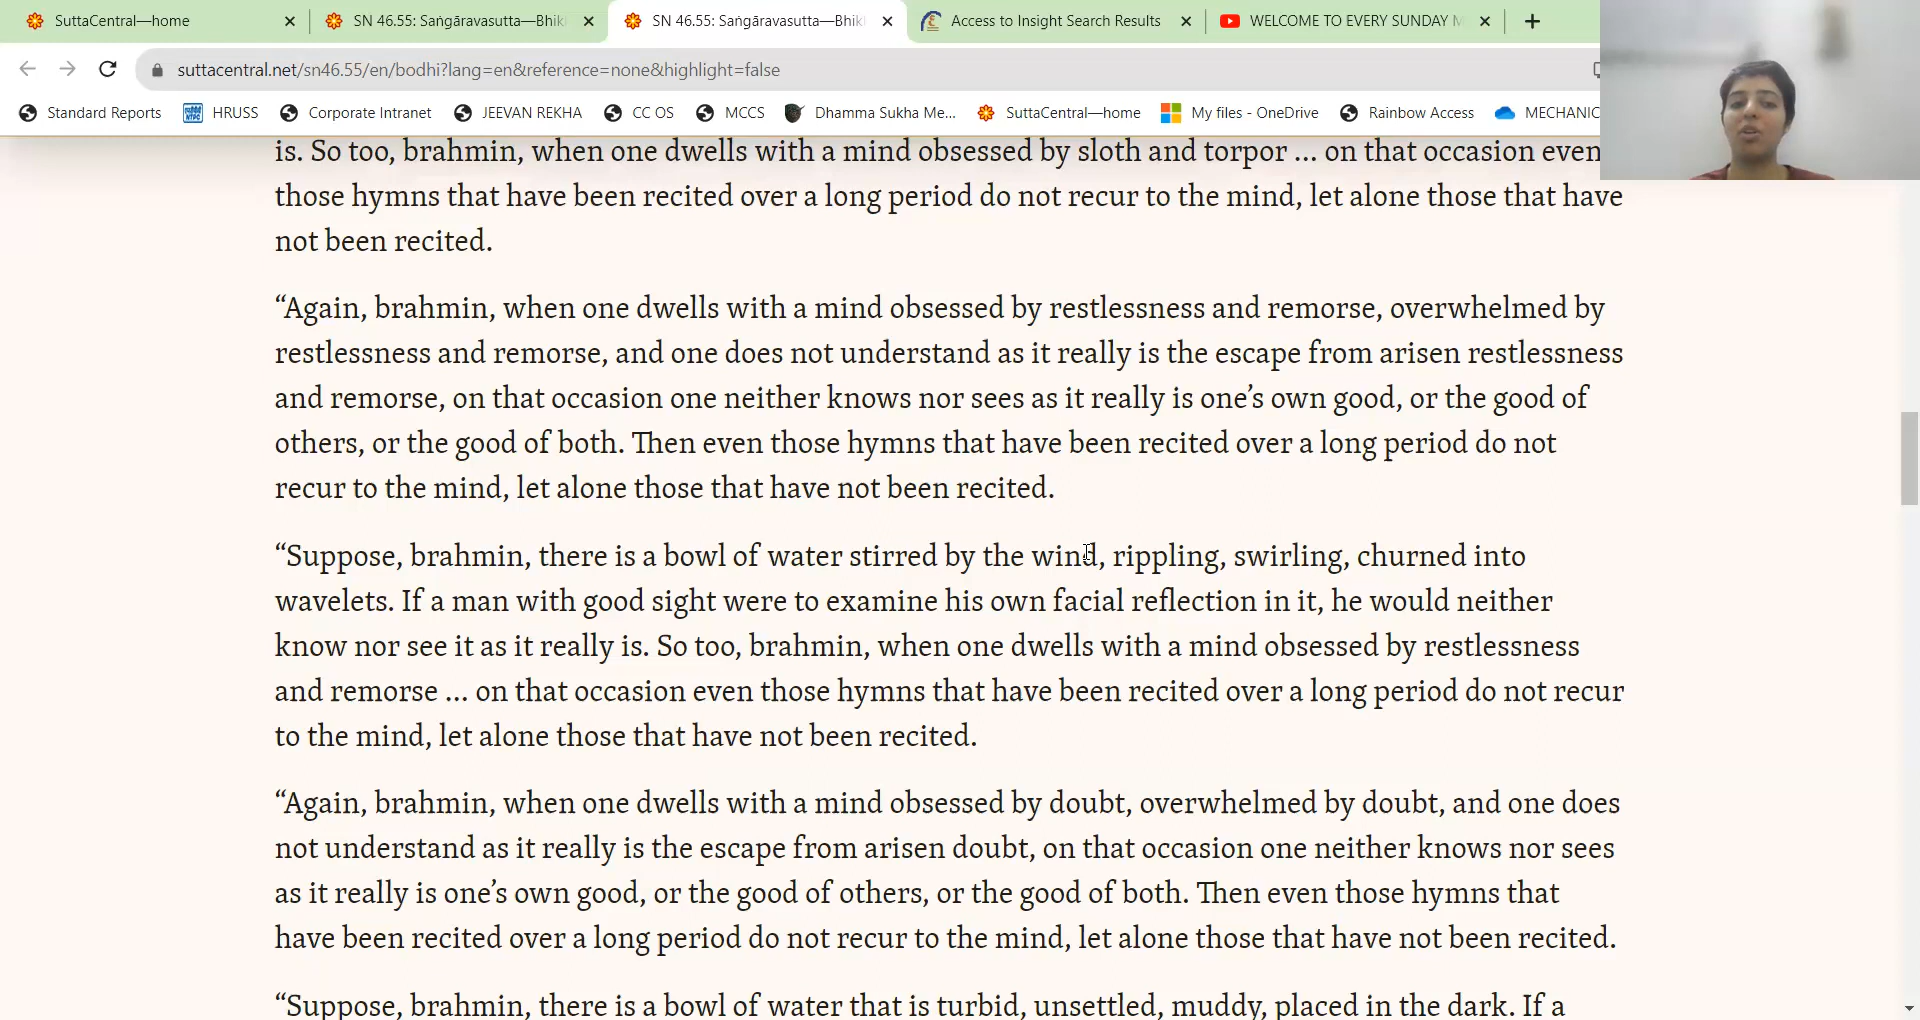 SuttaCentral—home
SN 46.55: Saṅgāravasutta—Bhik
SN 46.55: Saṅgāravasutta—Bhik
Access to Insight Search Results
WELCOME TO EVERY SUNDAY M
suttacentral.net/sn46.55/en/bodhi?lang=en&reference=none&highlight=false
Standard Reports
HRUSS
Corporate Intranet
JEEVAN REKHA
CC OS
MCCS
Dhamma Sukha Me...
SuttaCentral—home
My files - OneDrive
Rainbow Access
MECHANIC
is. So too, brahmin, when one dwells with a mind obsessed by sloth and torpor … on that occasion even
those hymns that have been recited over a long period do not recur to the mind, let alone those that have
not been recited.
“Again, brahmin, when one dwells with a mind obsessed by restlessness and remorse, overwhelmed by
restlessness and remorse, and one does not understand as it really is the escape from arisen restlessness
and remorse, on that occasion one neither knows nor sees as it really is one’s own good, or the good of
others, or the good of both. Then even those hymns that have been recited over a long period do not
recur to the mind, let alone those that have not been recited.
“Suppose, brahmin, there is a bowl of water stirred by the wind, rippling, swirling, churned into
wavelets. If a man with good sight were to examine his own facial reflection in it, he would neither
know nor see it as it really is. So too, brahmin, when one dwells with a mind obsessed by restlessness
and remorse … on that occasion even those hymns that have been recited over a long period do not recur
to the mind, let alone those that have not been recited.
“Again, brahmin, when one dwells with a mind obsessed by doubt, overwhelmed by doubt, and one does
not understand as it really is the escape from arisen doubt, on that occasion one neither knows nor sees
as it really is one’s own good, or the good of others, or the good of both. Then even those hymns that
have been recited over a long period do not recur to the mind, let alone those that have not been recited.
“Suppose, brahmin, there is a bowl of water that is turbid, unsettled, muddy, placed in the dark. If a